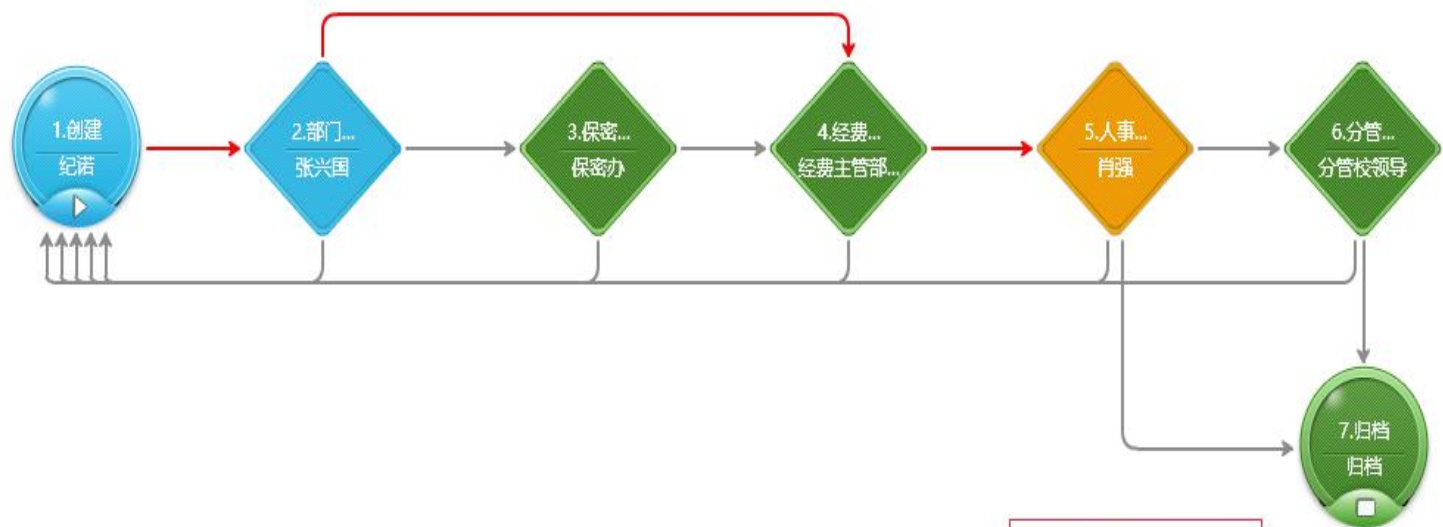 1.创建
纪诺
2.部门...
张兴国
3.保密...
保密办
4.经费...
经费主管部...
5.人事...
肖强
6.分管...
分管校领导
7.归档
归档